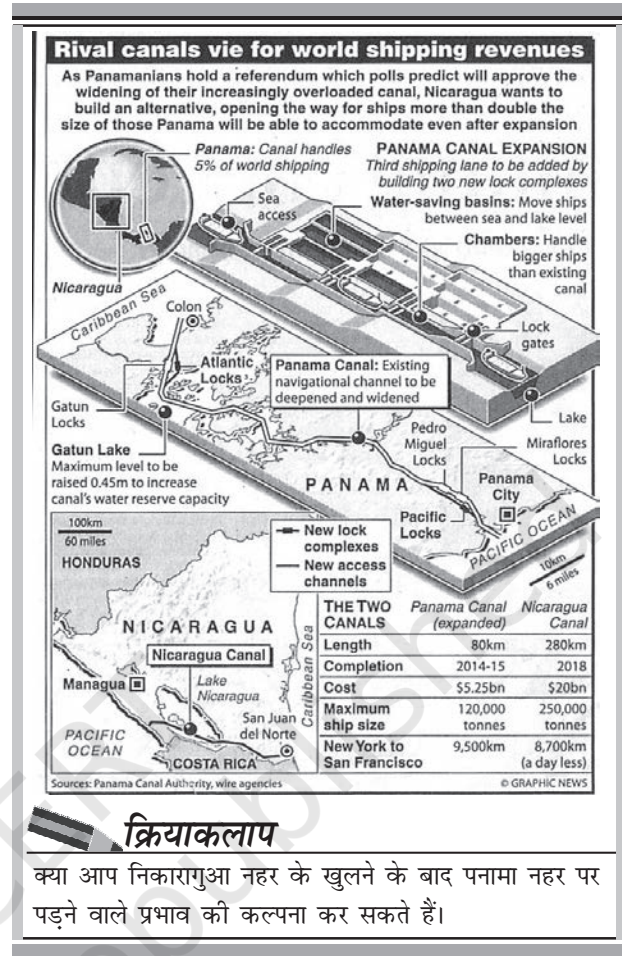 Rival canals vie for world shipping revenues
As Panamanians hold a referendum which polls predict will approve the
widening of their increasingly overloaded canal, Nicaragua wants to
build an alternative, opening the way for ships more than double the
size of those Panama will be able to accommodate even after expansion
Panama: Canal handles
5% of world shipping
PANAMA CANAL EXPANSION
Third shipping lane to be added by
building two new lock complexes
Water-saving basins: Move ships
between sea and lake level
Chambers: Handle
bigger ships
than existing
canal
Sea
access
Lock
gates
Lake
Nicaragua
Caribbean Sea
Colon
Atlantic
Locks
Panama Canal: Existing
navigational channel to be
deepened and widened
Gatun
Locks
Gatun Lake
Maximum level to be
raised 0.45m to increase
canal's water reserve capacity
Pedro
Miguel
Locks
Miraflores
Locks
PANAMA
Panama
City
Pacific
Locks
PACIFIC OCEAN
10km
6 miles
100km
60 miles
HONDURAS
New lock
complexes
New access
channels
NICARAGUA
Nicaragua Canal
Managua
Lake
Nicaragua
Caribbean Sea
San Juan
del Norte
PACIFIC
OCEAN
COSTA RICA
THE TWO CANALS Panama Canal (expanded) Nicaragua Canal
Length 80km 280km
Completion 2014-15 2018
Cost $5.25bn $20bn
Maximum ship size 120,000 tonnes 250,000 tonnes
New York to San Francisco 9,500km 8,700km (a day less)
Sources: Panama Canal Authority, wire agencies
© GRAPHIC NEWS
क्रियाकलाप
क्या आप निकारागुआ नहर के खुलने के बाद पनामा नहर पर
पड़ने वाले प्रभाव की कल्पना कर सकते हैं।